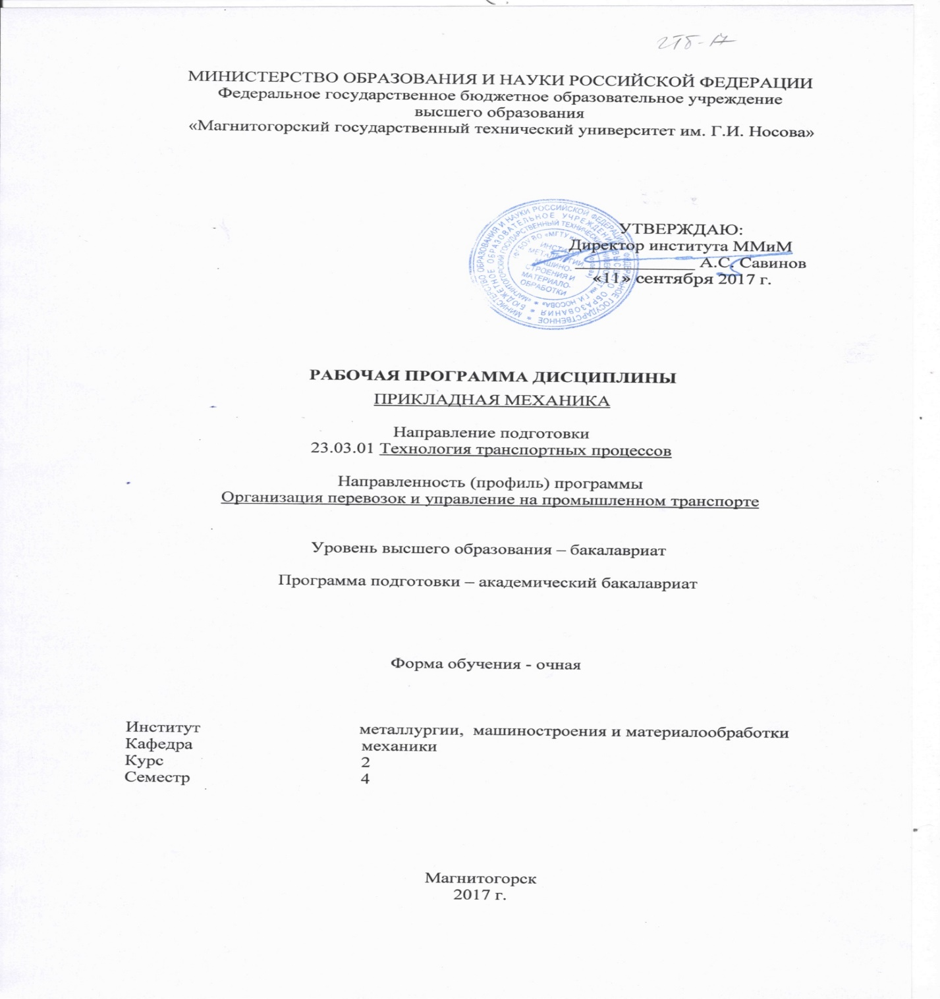 МИНИСТЕРСТВО ОБРАЗОВАНИЯ И НАУКИ РОССИЙСКОЙ ФЕДЕРАЦИИ
Федеральное государственное бюджетное образовательное учреждение
высшего образования
«Магнитогорский государственный технический университет им. Г.И. Носова»
УТВЕРЖДАЮ:
Директор института ММиМ
_______________ А.С. Савинов
«11» сентября 2017 г.
ИНСТИТУТ
МЕТАЛЛУРГИИ,
МАШИНО-
СТРОЕНИЯ И
МАТЕРИАЛО-
ОБРАБОТКИ
РАБОЧАЯ ПРОГРАММА ДИСЦИПЛИНЫ
ПРИКЛАДНАЯ МЕХАНИКА
Направление подготовки
23.03.01 Технология транспортных процессов
Направленность (профиль) программы
Организация перевозок и управление на промышленном транспорте
Уровень высшего образования – бакалавриат
Программа подготовки – академический бакалавриат
Форма обучения - очная
Институт металлургии, машиностроения и материалообработки
Кафедра механики
Курс 2
Семестр 4
Магнитогорск
2017 г.